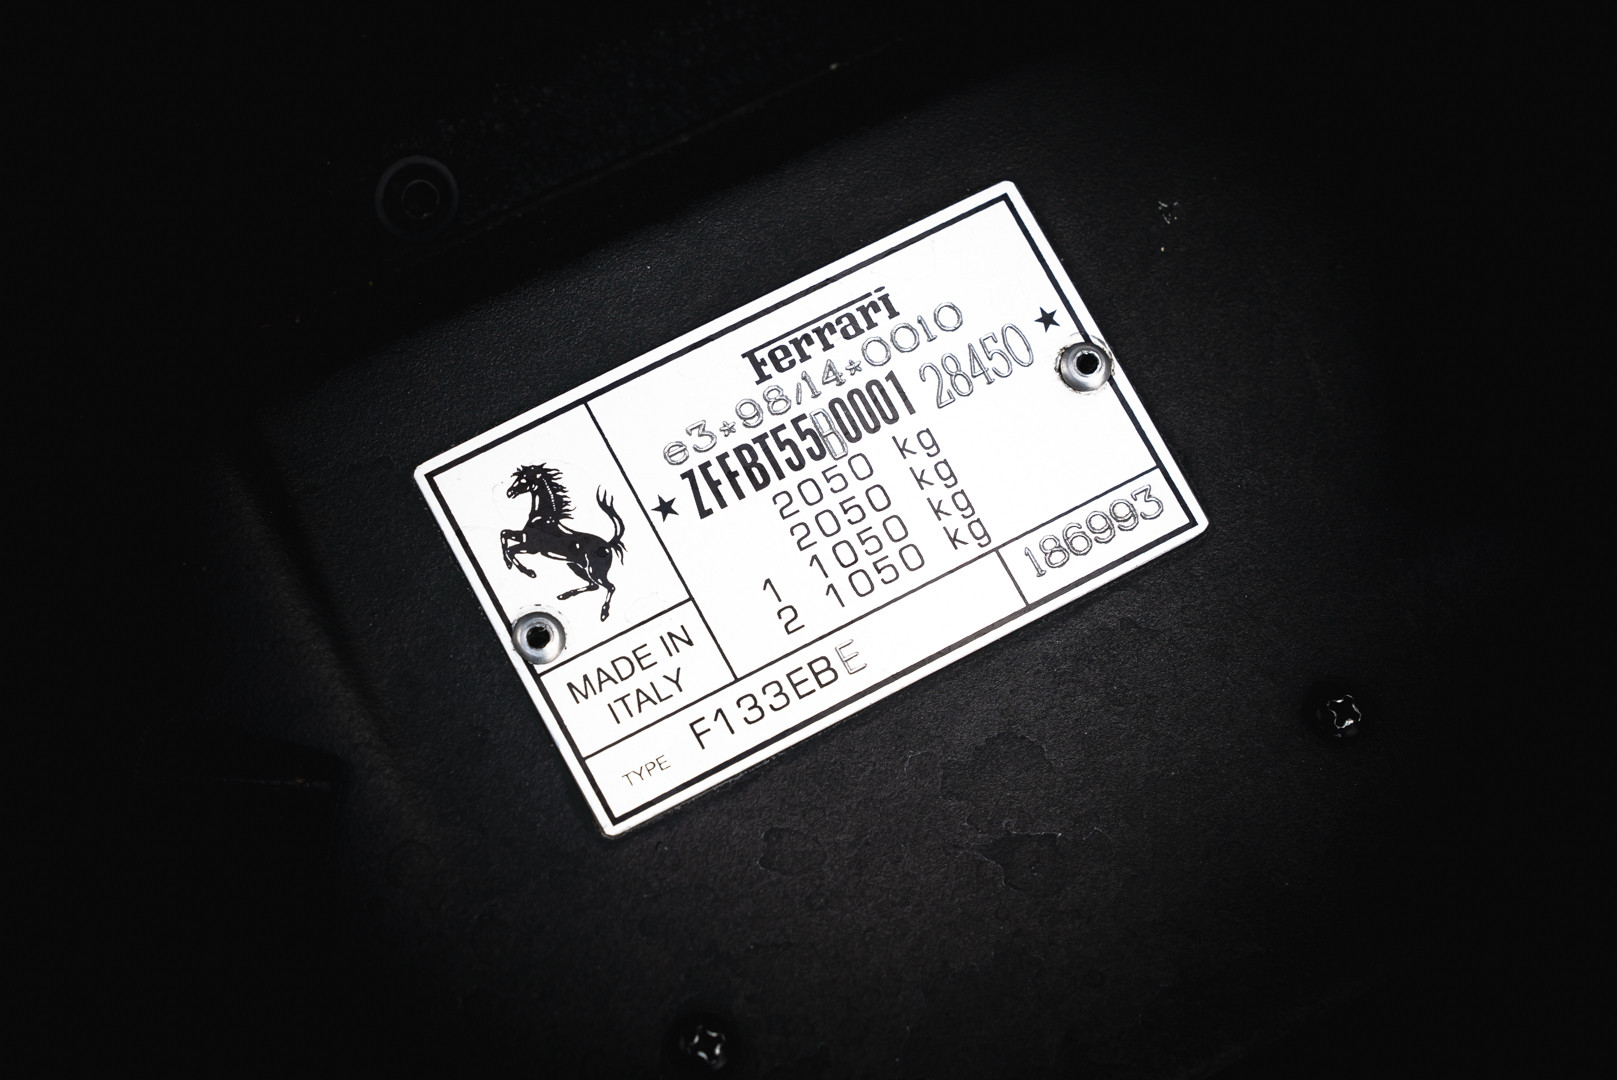 Ferrari
e3*98/14*0010
★ ZFFBT55B0001 28450 ★
2050 kg
2050 kg
1 1050 kg
2 1050 kg
MADE IN
ITALY
186993
TYPE F133EBE